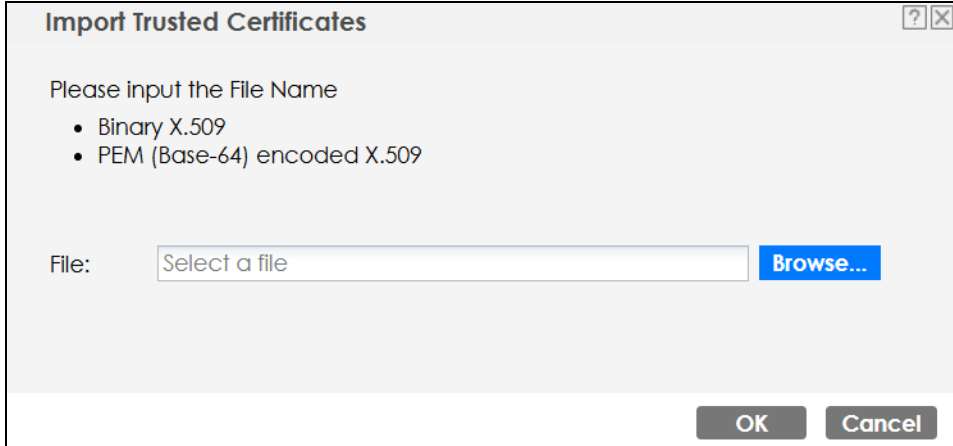 Import Trusted Certificates
Please input the File Name
• Binary X.509
• PEM (Base-64) encoded X.509
File: Select a file Browse...
OK Cancel